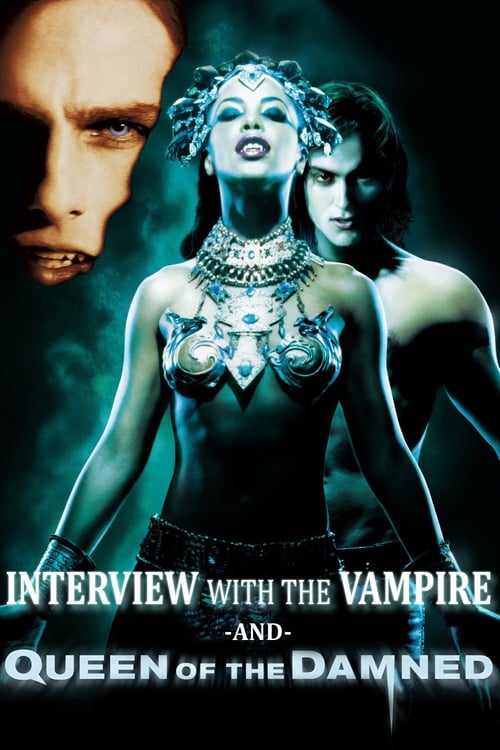 INTERVIEW WITH THE VAMPIRE
-AND-
QUEEN OF THE DAMNED